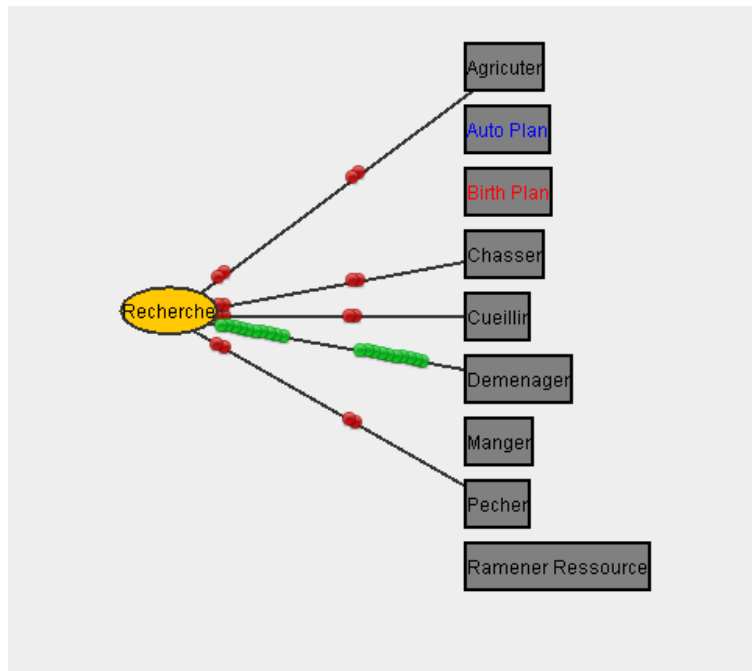 Agricuter
Auto Plan
Birth Plan
Chasser
Recherche
Cueillir
Demenager
Manger
Pecher
Ramener Ressource